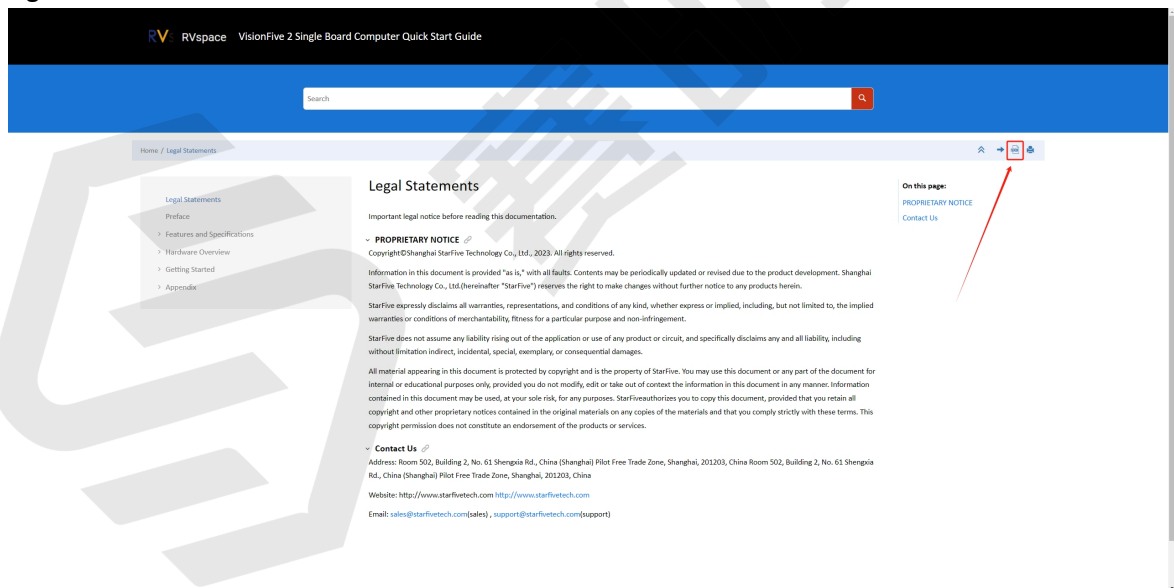 RVspace VisionFive 2 Single Board Computer Quick Start Guide
Search
Home / Legal Statements
Legal Statements
Preface
Features and Specifications
Hardware Overview
Getting Started
Appendix
Legal Statements
Important legal notice before reading this documentation.
PROPRIETARY NOTICE
Copyright©Shanghai StarFive Technology Co., Ltd., 2023. All rights reserved.
Information in this document is provided "as is," with all faults. Contents may be periodically updated or revised due to the product development. Shanghai
StarFive Technology Co., Ltd.(hereinafter "StarFive") reserves the right to make changes without further notice to any products herein.
StarFive expressly disclaims all warranties, representations, and conditions of any kind, whether express or implied, including, but not limited to, the implied
warranties or conditions of merchantability, fitness for a particular purpose and non-infringement.
StarFive does not assume any liability rising out of the application or use of any product or circuit, and specifically disclaims any and all liability, including
without limitation indirect, incidental, special, exemplary, or consequential damages.
All material appearing in this document is protected by copyright and is the property of StarFive. You may use this document or any part of the document for
internal or educational purposes only, provided you do not modify, edit or take out of context the information in this document in any manner. Information
contained in this document may be used, at your sole risk, for any purposes. StarFiveauthorizes you to copy this document, provided that you retain all
copyright and other proprietary notices contained in the original materials on any copies of the materials and that you comply strictly with these terms. This
copyright permission does not constitute an endorsement of the products or services.
Contact Us
Address: Room 502, Building 2, No. 61 Shengxia Rd., China (Shanghai) Pilot Free Trade Zone, Shanghai, 201203, China Room 502, Building 2, No. 61 Shengxia
Rd., China (Shanghai) Pilot Free Trade Zone, Shanghai, 201203, China
Website: http://www.starfivetech.com http://www.starfivetech.com
Email: sales@starfivetech.com(sales) , support@starfivetech.com(support)
On this page:
PROPRIETARY NOTICE
Contact Us